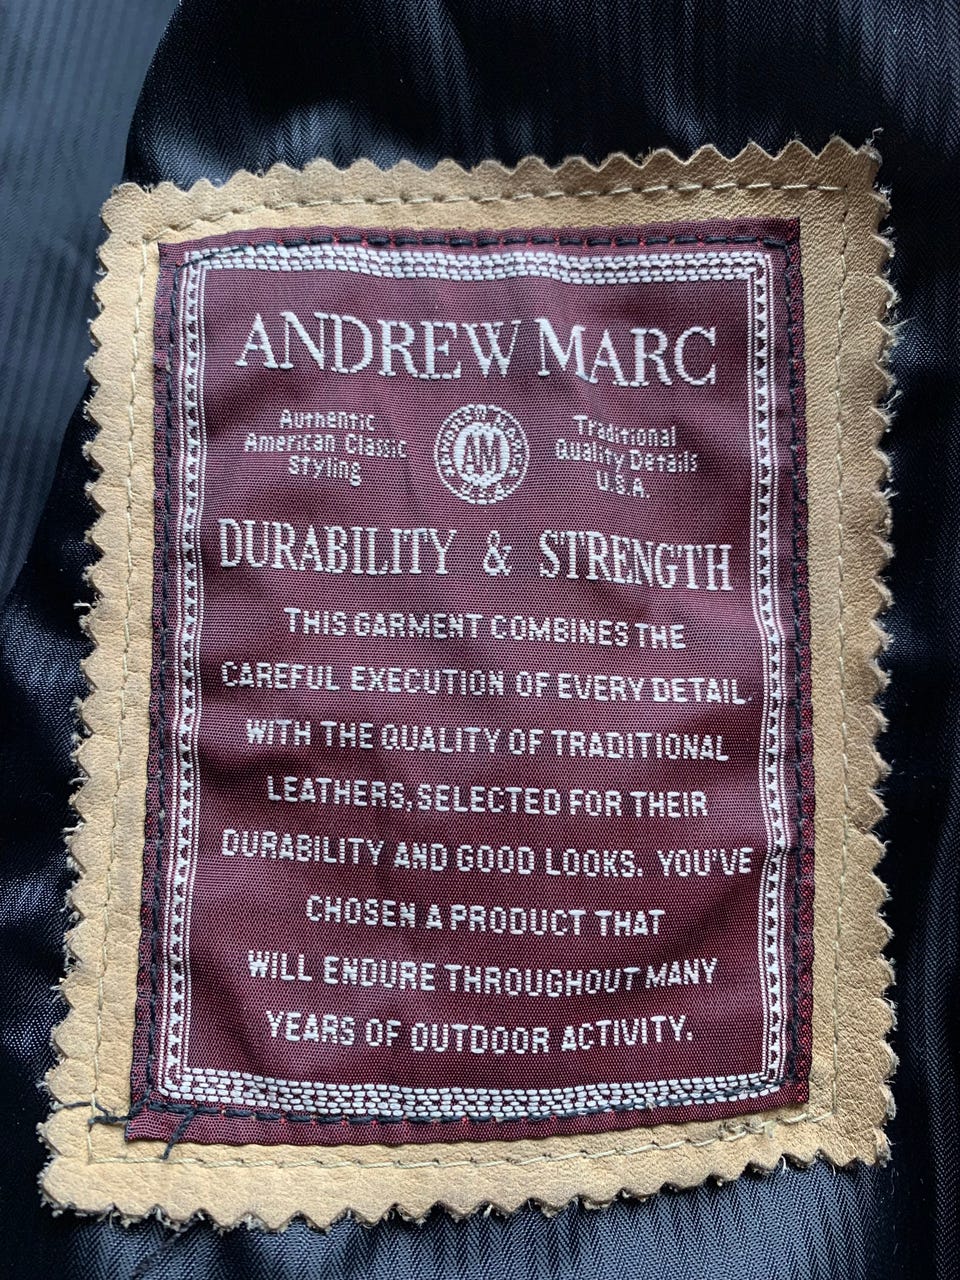 ANDREW MARC
Authentic
American Classic
Styling
AM
U.S.A.
Traditional
Quality Details
U.S.A.
DURABILITY & STRENGTH
THIS GARMENT COMBINES THE
CAREFUL EXECUTION OF EVERY DETAIL.
WITH THE QUALITY OF TRADITIONAL
LEATHERS, SELECTED FOR THEIR
DURABILITY AND GOOD LOOKS. YOU'VE
CHOSEN A PRODUCT THAT
WILL ENDURE THROUGHOUT MANY
YEARS OF OUTDOOR ACTIVITY.